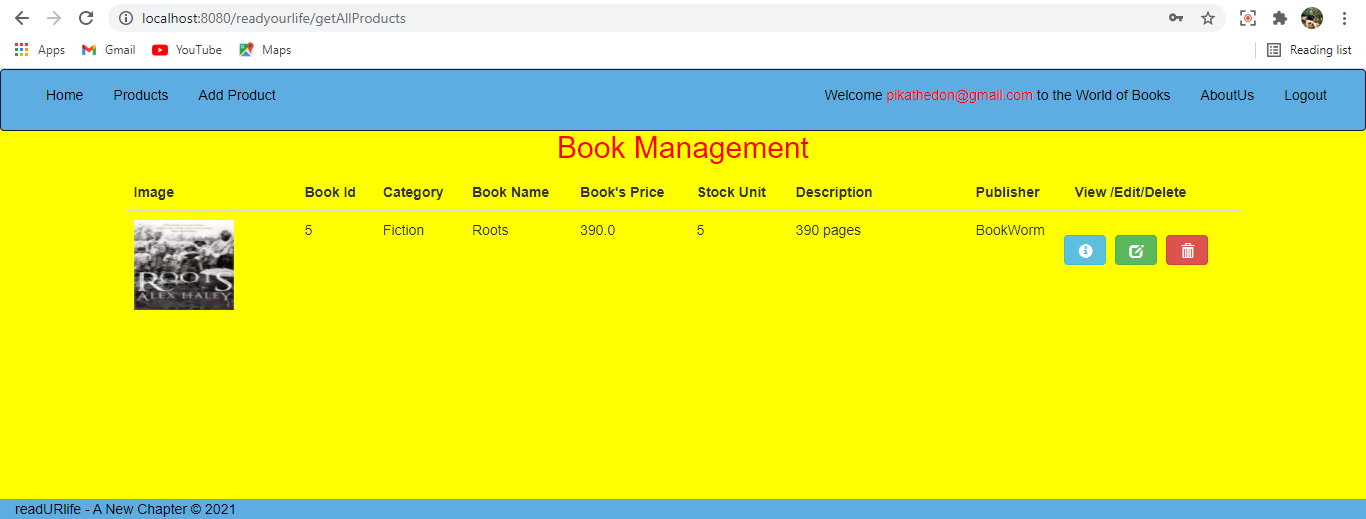 localhost:8080/readyourlife/getAllProducts
Apps Gmail YouTube Maps Reading list
Home Products Add Product Welcome pikathedon@gmail.com to the World of Books AboutUs Logout
Book Management
Image Book Id Category Book Name Book's Price Stock Unit Description Publisher View /Edit/Delete
5 Fiction Roots 390.0 5 390 pages BookWorm
ROOTS
ALEX HALEY
readURlife - A New Chapter © 2021